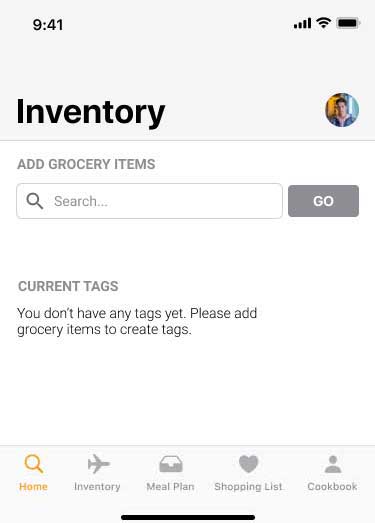 9:41
Inventory
ADD GROCERY ITEMS
Search...
GO
CURRENT TAGS
You don’t have any tags yet. Please add
grocery items to create tags.
Home Inventory Meal Plan Shopping List Cookbook